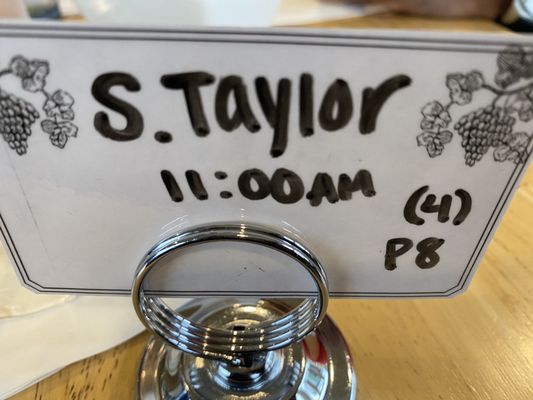 S. Taylor
11:00AM
(4)
P8